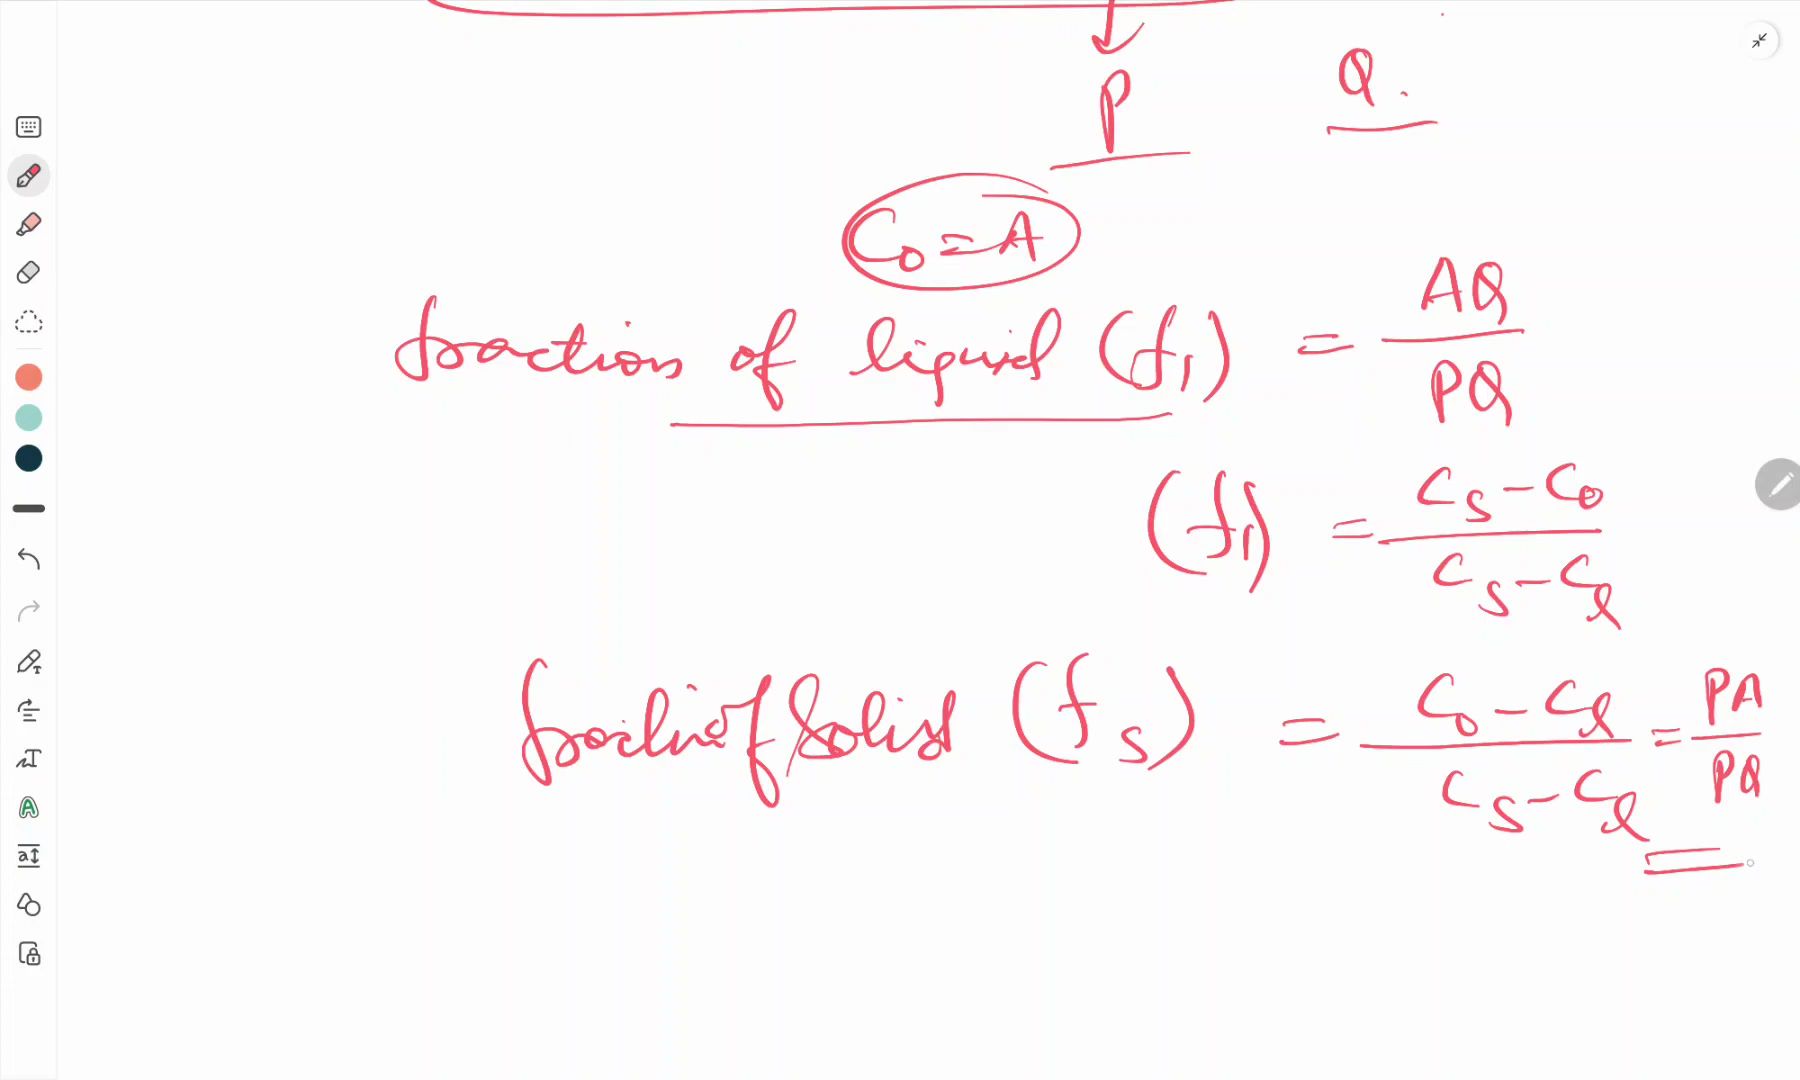 P
Q.
C₀ = A
fraction of liquid (f₁) = AQ / PQ
(f₁) = Cs - C₀ / Cs - Cℓ
fraction of Solid (fs) = C₀ - Cℓ / Cs - Cℓ = PA / PQ